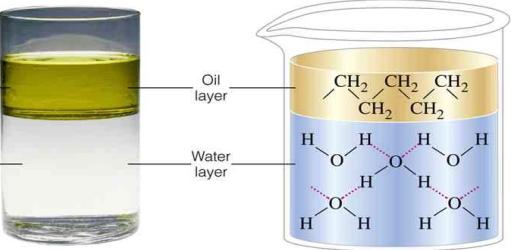 Oil
layer
Water
layer
CH₂ CH₂ CH₂
CH₂ CH₂
H H H H
O O O
H H
O O
H H H H